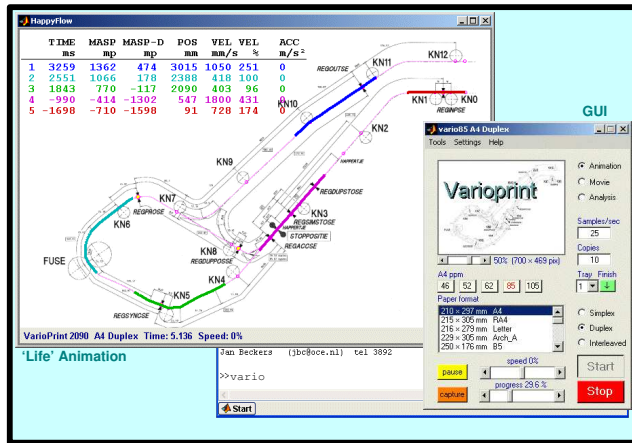 HappyFlow
TIME MASP MASP-D POS VEL VEL ACC
ms mp mp mm mm/s % m/s²
1 3259 1362 474 3015 1050 251 0
2 2551 1066 178 2388 418 100 0
3 1843 770 -117 2090 403 96 0
4 -990 -414 -1302 547 1800 431 0
5 -1698 -710 -1598 91 728 174 0
KN12
REGOUTSE
KN11
KN1
KN0
REGINPSE
KN10
KN2
KN9
HAPPERTJE
REGDUPSTOSE
KN7
REGPROSE
KN6
KN3
REGSIMSTOSE
HAPPERTJE
STOPPOSITIE
REGACCSE
KN8
REGDUPPOSSE
FUSE
KN4
KN5
REGSYNCSE
VarioPrint 2090 A4 Duplex Time: 5.136 Speed: 0%
'Life' Animation
Jan Beckers (jbc@oce.nl) tel 3892
>>vario
Start
GUI
vario85 A4 Duplex
Tools Settings Help
Varioprint
Animation
Movie
Analysis
Samples/sec
25
50% (700 × 469 pix)
Copies
10
A4 ppm
46 52 62 85 105
Tray Finish
1
Paper format
210 × 297 mm A4
215 × 305 mm RA4
216 × 279 mm Letter
229 × 305 mm Arch_A
250 × 176 mm B5
Simplex
Duplex
Interleaved
speed 0%
pause
Start
progress 29.6 %
capture
Stop